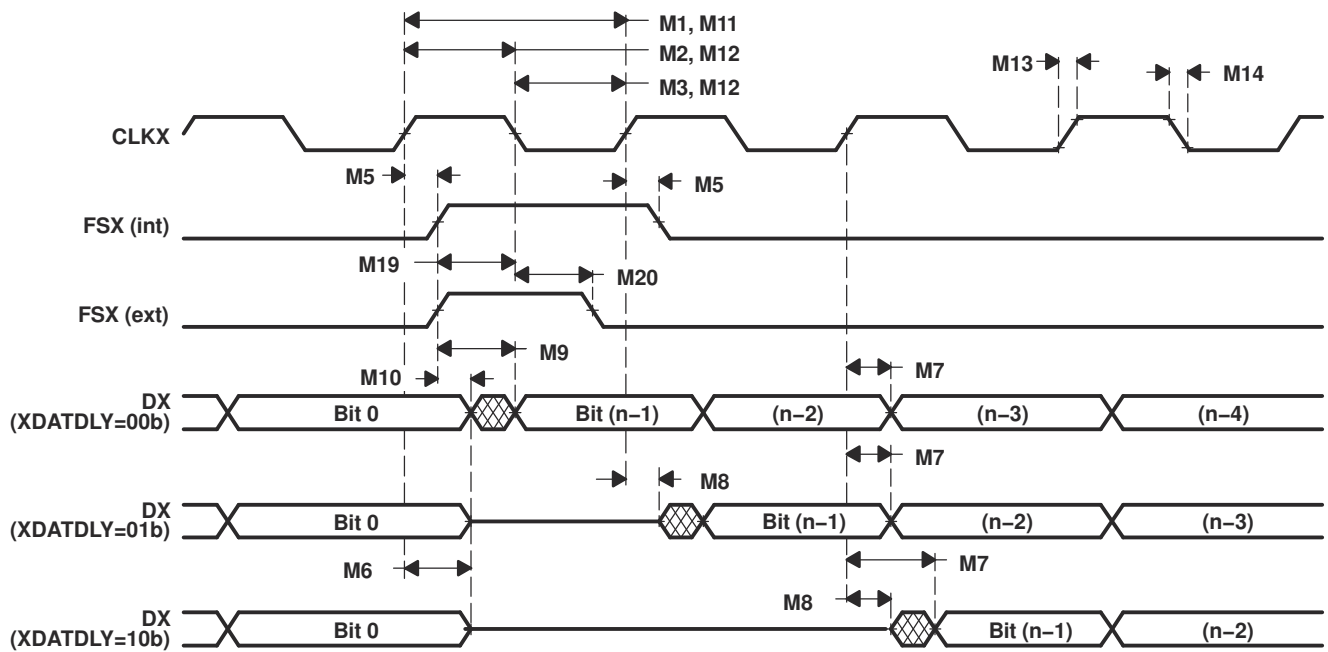 M1, M11
M2, M12
M3, M12
M13
M14
CLKX
M5
M5
FSX (int)
M19
M20
FSX (ext)
M9
M10
M7
DX
(XDATDLY=00b)
Bit 0
Bit (n−1)
(n−2)
(n−3)
(n−4)
M7
M8
DX
(XDATDLY=01b)
Bit 0
Bit (n−1)
(n−2)
(n−3)
M6
M7
M8
DX
(XDATDLY=10b)
Bit 0
Bit (n−1)
(n−2)